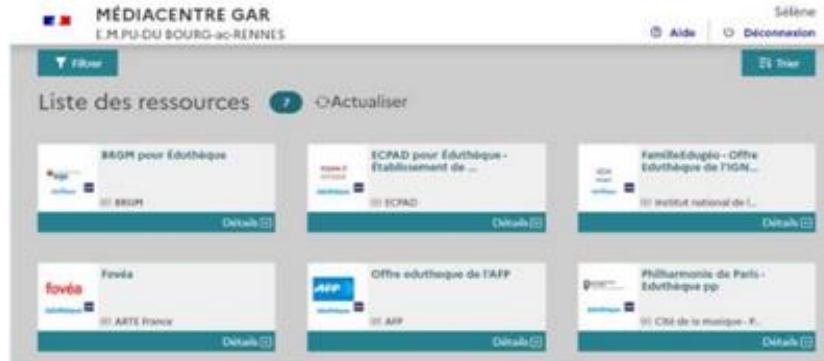 MÉDIACENTRE GAR
E.M.PU-DU BOURG-ac-RENNES
Sélène
Aide
Déconnexion
Filtrer
Trier
Liste des ressources 7 Actualiser
BRGM pour Éduthèque
BRGM
Détails
ECPAD pour Éduthèque -
Établissement de ...
ECPAD
Détails
FamilleEdugéo - Offre
Eduthèque de l'IGN...
Institut national de l...
Détails
fovéa
Fovéa
ARTE France
Détails
AFP
Offre eduthèque de l'AFP
AFP
Détails
Philharmonie de Paris -
Eduthèque pp
Cité de la musique - P...
Détails